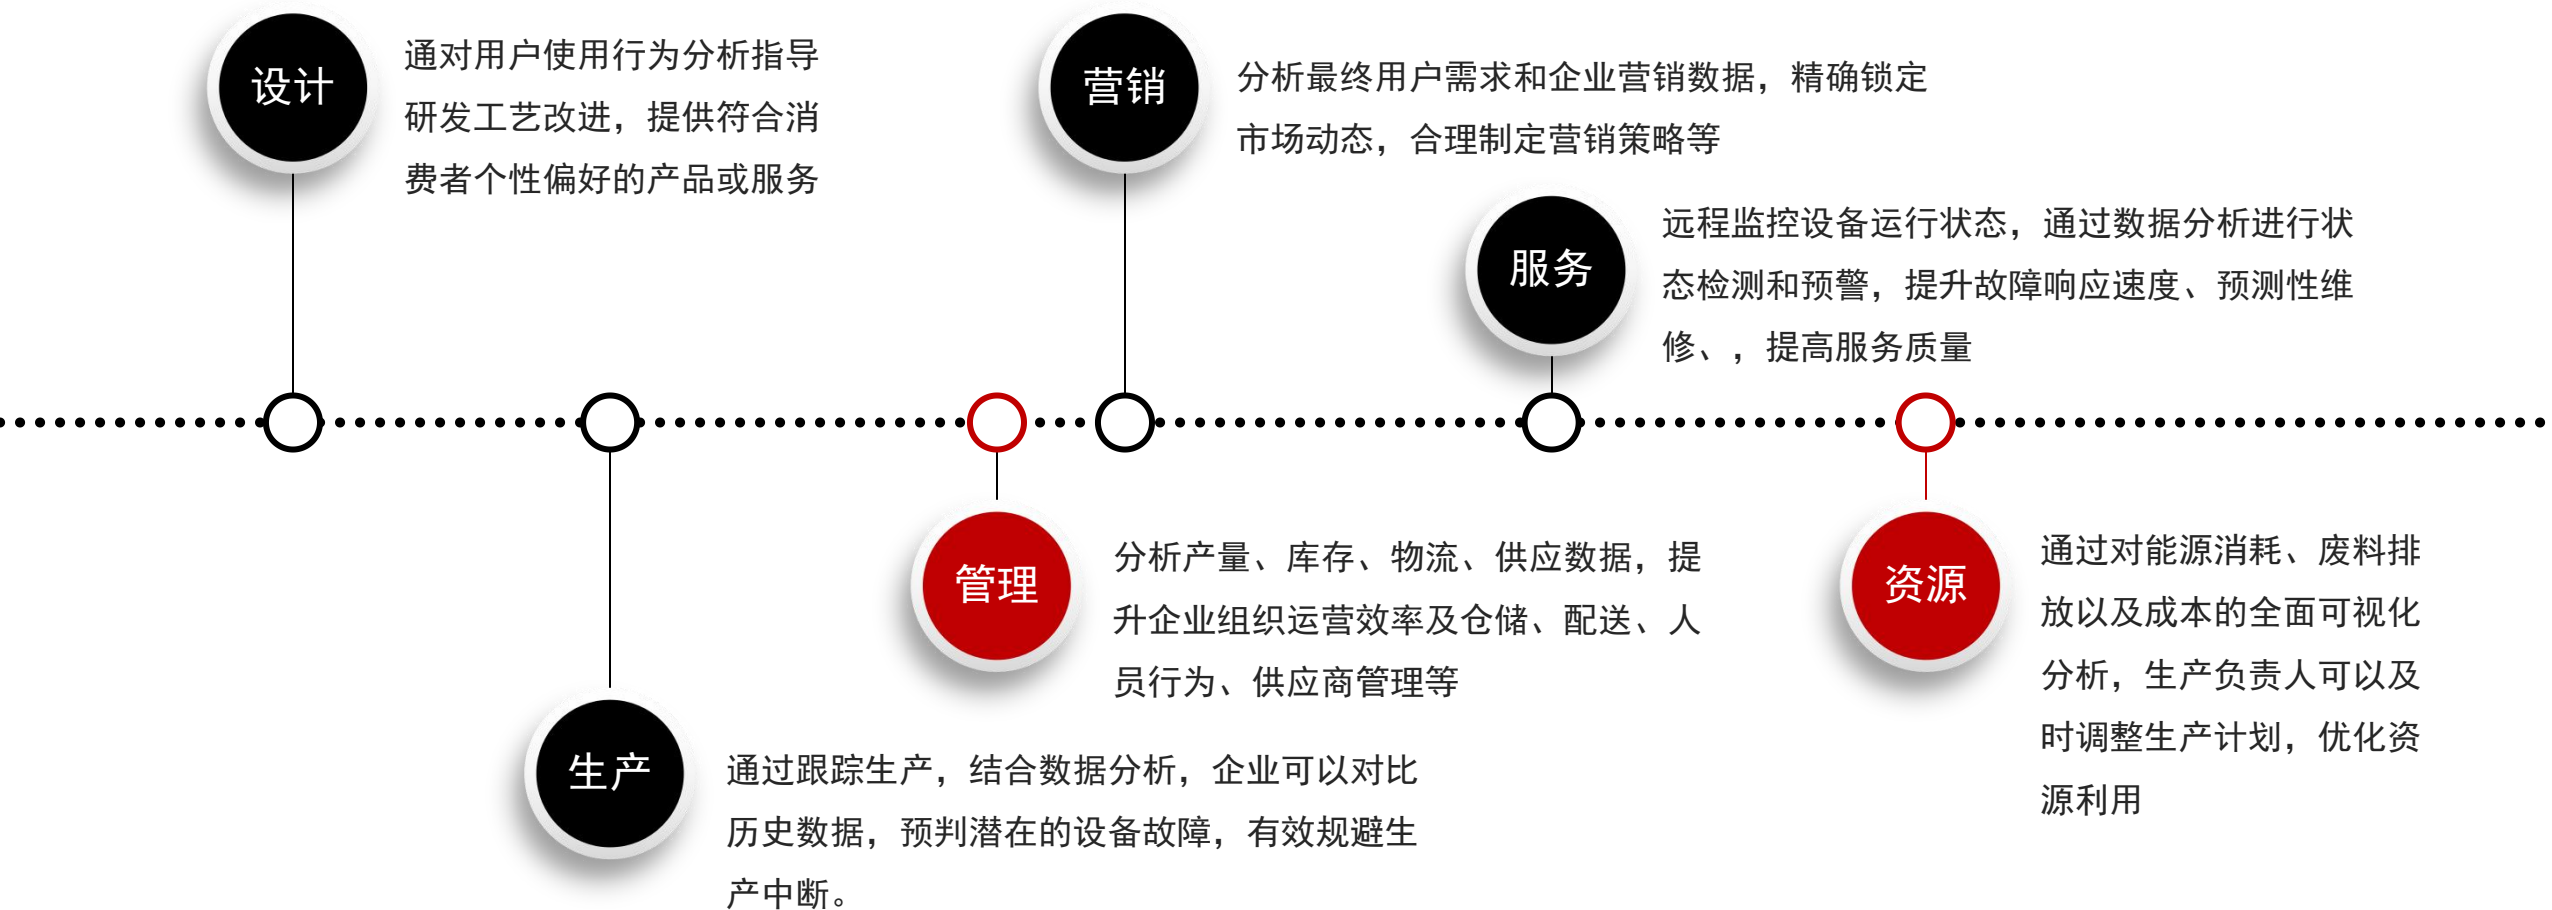 设计
通对用户使用行为分析指导
研发工艺改进，提供符合消
费者个性偏好的产品或服务
营销
分析最终用户需求和企业营销数据，精确锁定
市场动态，合理制定营销策略等
服务
远程监控设备运行状态，通过数据分析进行状
态检测和预警，提升故障响应速度、预测性维
修、，提高服务质量
管理
分析产量、库存、物流、供应数据，提
升企业组织运营效率及仓储、配送、人
员行为、供应商管理等
资源
通过对能源消耗、废料排
放以及成本的全面可视化
分析，生产负责人可以及
时调整生产计划，优化资
源利用
生产
通过跟踪生产，结合数据分析，企业可以对比
历史数据，预判潜在的设备故障，有效规避生
产中断。